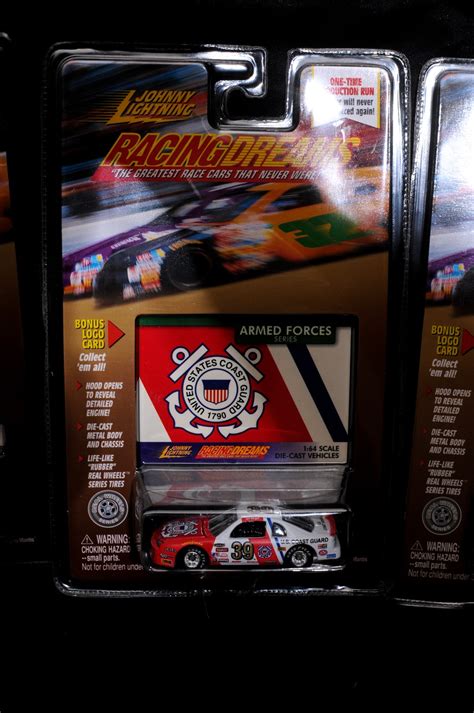 JOHNNY
LIGHTNING
ONE-TIME
RUN
will never
again!
RACING DREAMS
"THE GREATEST RACE CARS THAT NEVER WERE!"
BONUS
LOGO
CARD
Collect
'em all!
HOOD OPENS
TO REVEAL
DETAILED
ENGINE!
DIE-CAST
METAL BODY
AND CHASSIS
LIFE-LIKE
"RUBBER"
REAL WHEELS
SERIES TIRES
ARMED FORCES
SERIES
UNITED STATES COAST GUARD
1790
JOHNNY
LIGHTNING
RACING DREAMS
1:64 SCALE
DIE-CAST VEHICLES
39
U.S. COAST GUARD
WARNING:
CHOKING HAZARD
—small parts.
Not for children under
BONUS
LOGO
CARD
Collect
'em all!
HOOD OPENS
TO REVEAL
DETAILED
ENGINE!
DIE-CAST
METAL BODY
AND CHASSIS
LIFE-LIKE
"RUBBER"
REAL WHEELS
SERIES TIRES
WARNING:
CHOKING HAZARD
—small parts.
Not for children under